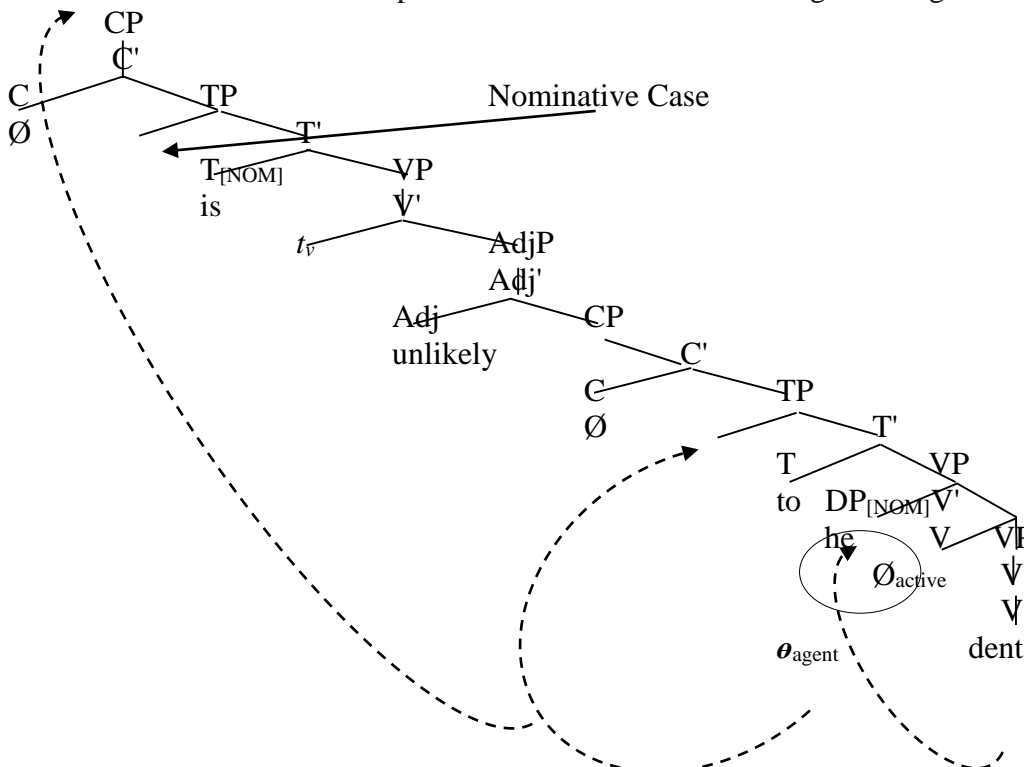 CP
C'
C TP Nominative Case
Ø T'
T[NOM] VP
is V'
tv AdjP
Adj'
Adj CP
unlikely C'
C TP
Ø T'
T VP
to DP[NOM] V'
he V
Øactive V
V
θagent dent